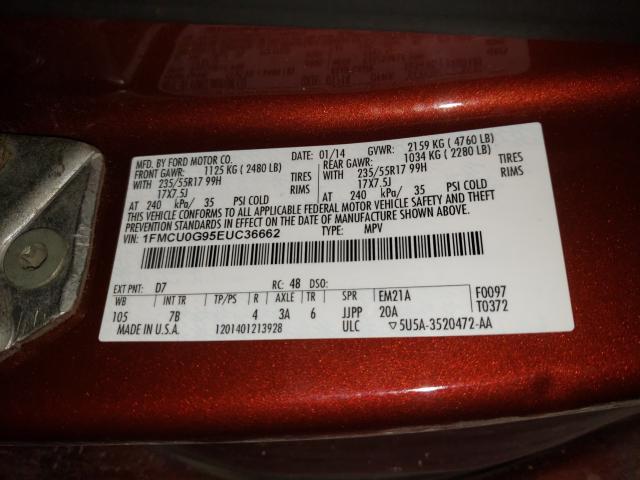 MFD. BY FORD MOTOR CO. DATE: 01/14 GVWR: 2159 KG ( 4760 LB)
FRONT GAWR: 1125 KG ( 2480 LB) REAR GAWR: 1034 KG ( 2280 LB)
WITH 235/55R17 99H TIRES WITH 235/55R17 99H TIRES
17X7.5J RIMS 17X7.5J RIMS
AT 240 kPa/ 35 PSI COLD AT 240 kPa/ 35 PSI COLD
THIS VEHICLE CONFORMS TO ALL APPLICABLE FEDERAL MOTOR VEHICLE SAFETY AND THEFT
PREVENTION STANDARDS IN EFFECT ON THE DATE OF MANUFACTURE SHOWN ABOVE.
VIN: 1FMCU0G95EUC36662 TYPE: MPV
EXT PNT: D7 RC: 48 DSO:
WB INT TR TP/PS R AXLE TR SPR EM21A F0097
105 7B 4 3A 6 JJPP 20A T0372
MADE IN U.S.A. 1201401213928 ULC ▽5U5A-3520472-AA